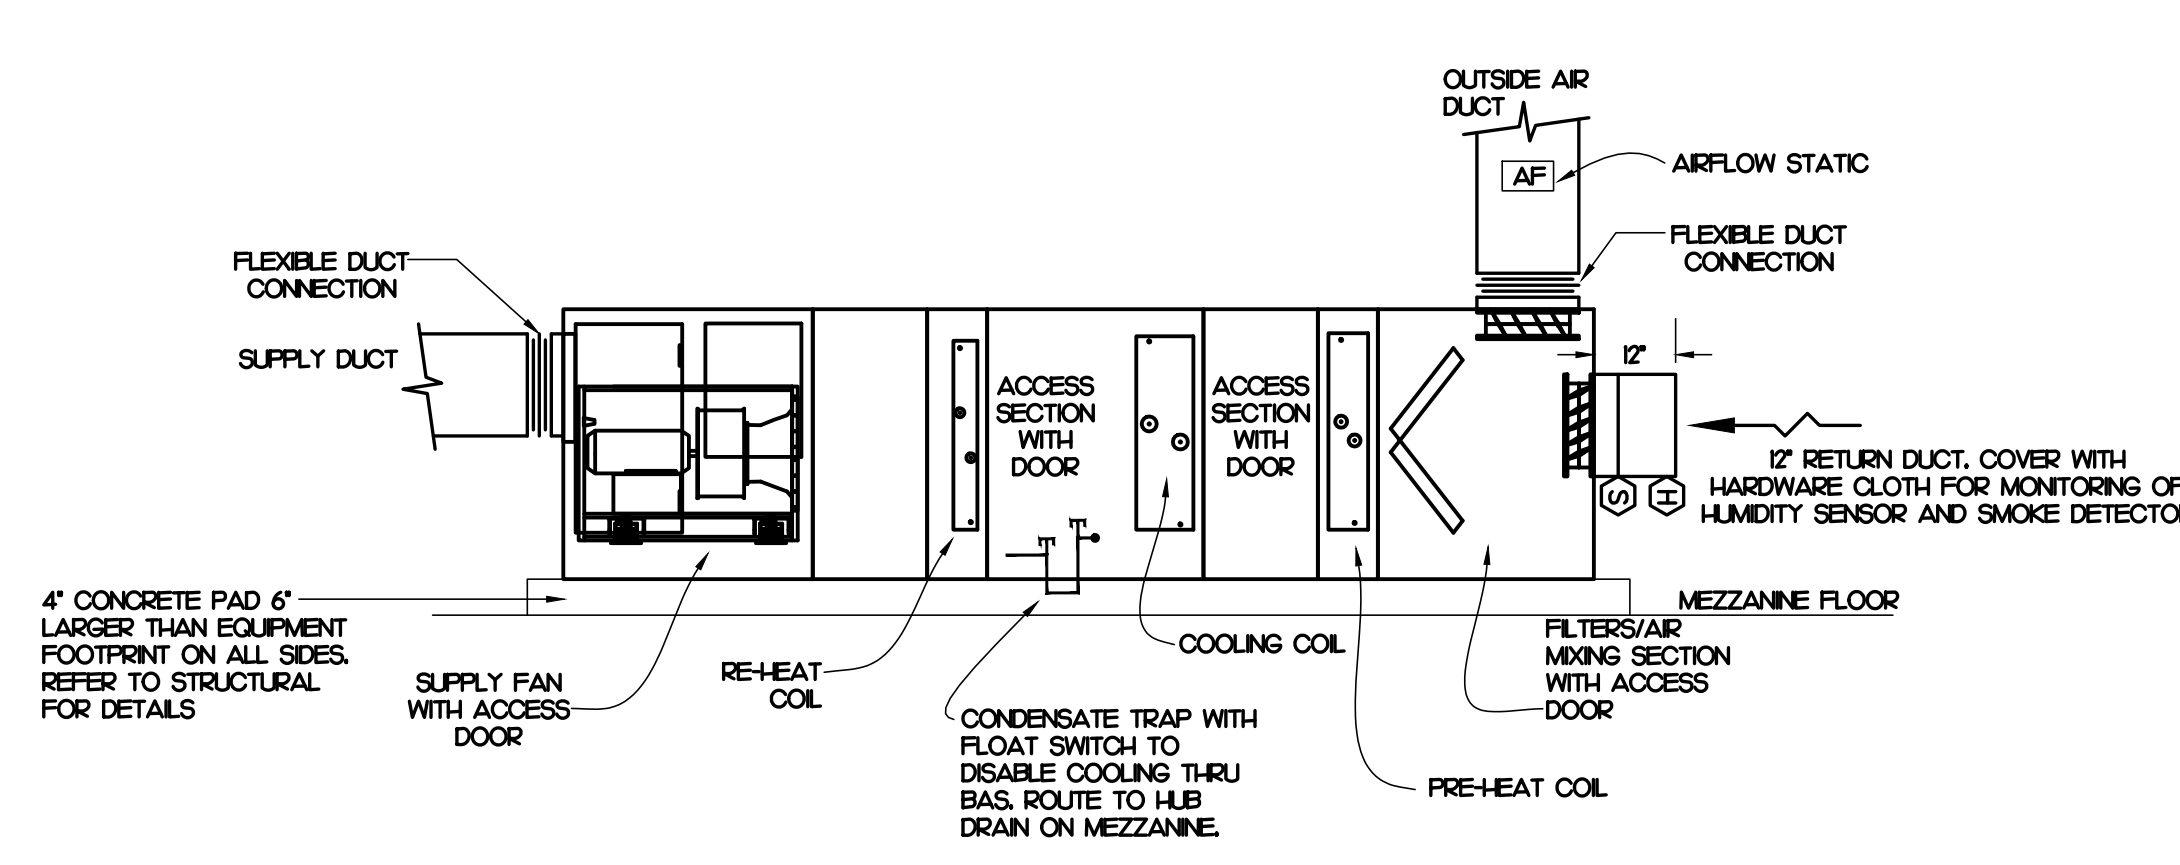 OUTSIDE AIR
DUCT
AF
AIRFLOW STATIC
FLEXIBLE DUCT
CONNECTION
FLEXIBLE DUCT
CONNECTION
SUPPLY DUCT
12"
ACCESS
SECTION
WITH
DOOR
ACCESS
SECTION
WITH
DOOR
12" RETURN DUCT. COVER WITH
HARDWARE CLOTH FOR MONITORING OF
HUMIDITY SENSOR AND SMOKE DETECTO
S
H
4" CONCRETE PAD 6"
LARGER THAN EQUIPMENT
FOOTPRINT ON ALL SIDES.
REFER TO STRUCTURAL
FOR DETAILS
MEZZANINE FLOOR
FILTERS/AIR
MIXING SECTION
WITH ACCESS
DOOR
COOLING COIL
RE-HEAT
COIL
SUPPLY FAN
WITH ACCESS
DOOR
CONDENSATE TRAP WITH
FLOAT SWITCH TO
DISABLE COOLING THRU
BAS. ROUTE TO HUB
DRAIN ON MEZZANINE.
PRE-HEAT COIL